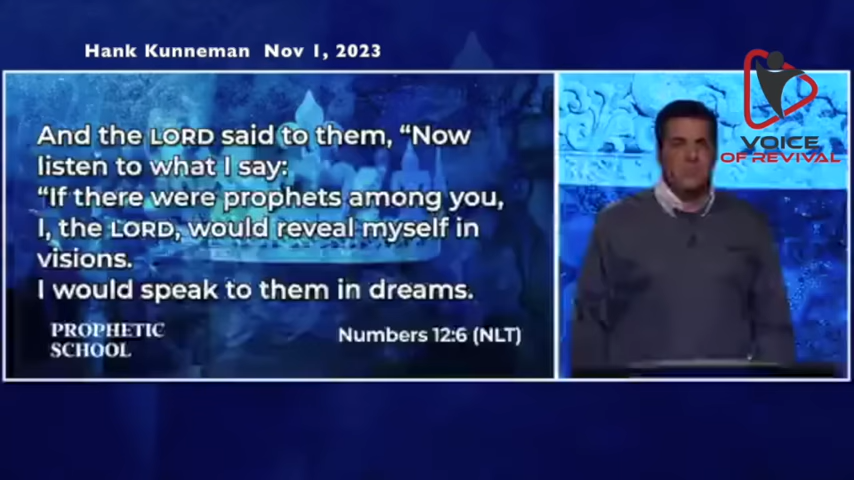 Hank Kunneman Nov 1, 2023
And the LORD said to them, “Now
listen to what I say:
“If there were prophets among you,
I, the LORD, would reveal myself in
visions.
I would speak to them in dreams.
PROPHETIC
SCHOOL
Numbers 12:6 (NLT)
VOICE
OF REVIVAL